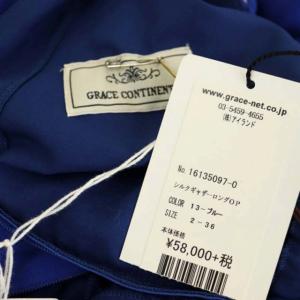 GRACE CONTINENTAL
www.grace-net.co.jp
03-5459-4655
(株)アイランド
No.16135097-0
シルクギャザーロングOP
COLOR 13-ブルー
SIZE 2-36
本体価格
¥58,000+税